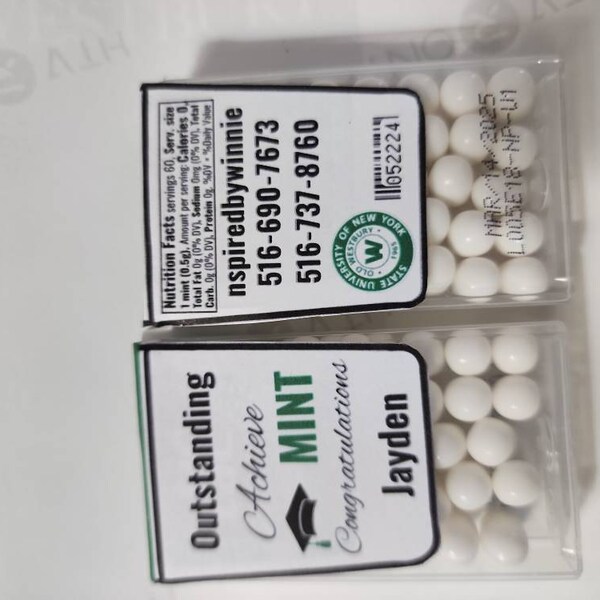 Nutrition Facts servings 60, Serv. size
1 mint (0.5g), Amount per serving: Calories 0,
Total Fat 0g (0% DV), Sodium 0mg (0% DV), Total
Carb. 0g (0% DV), Protein 0g. %DV = %Daily Value
nspiredbywinnie
516-690-7673
516-737-8760
052224
STATE UNIVERSITY OF NEW YORK
OLD WESTBURY
1965
W
MAR/14/2025
L005E18-NF-LM
Outstanding
Achieve
MINT
Congratulations
Jayden